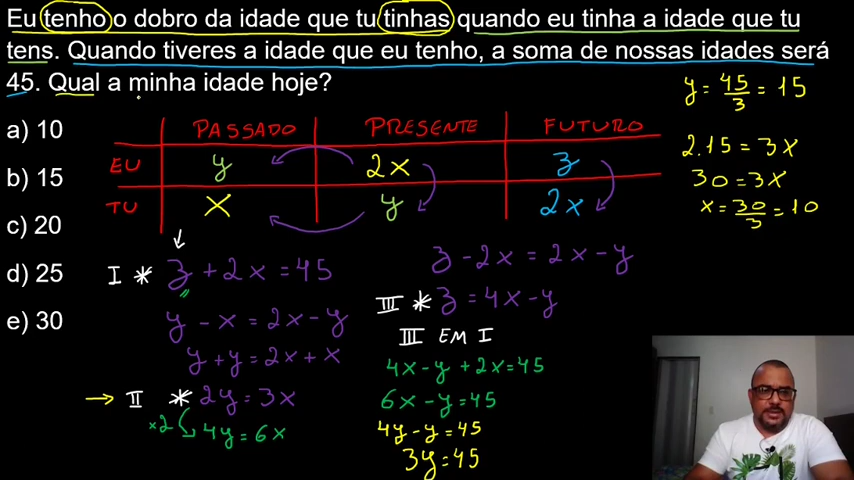 Eu tenho o dobro da idade que tu tinhas quando eu tinha a idade que tu
tens. Quando tiveres a idade que eu tenho, a soma de nossas idades será
45. Qual a minha idade hoje?
a) 10
b) 15
c) 20
d) 25
e) 30
PASSADO PRESENTE FUTURO
EU y 2x z
TU x y 2x
I * z + 2x = 45
y - x = 2x - y
y + y = 2x + x
→ II * 2y = 3x
×2 4y = 6x
z - 2x = 2x - y
III * z = 4x - y
III EM I
4x - y + 2x = 45
6x - y = 45
4y - y = 45
3y = 45
y = 45/3 = 15
2.15 = 3x
30 = 3x
x = 30/3 = 10